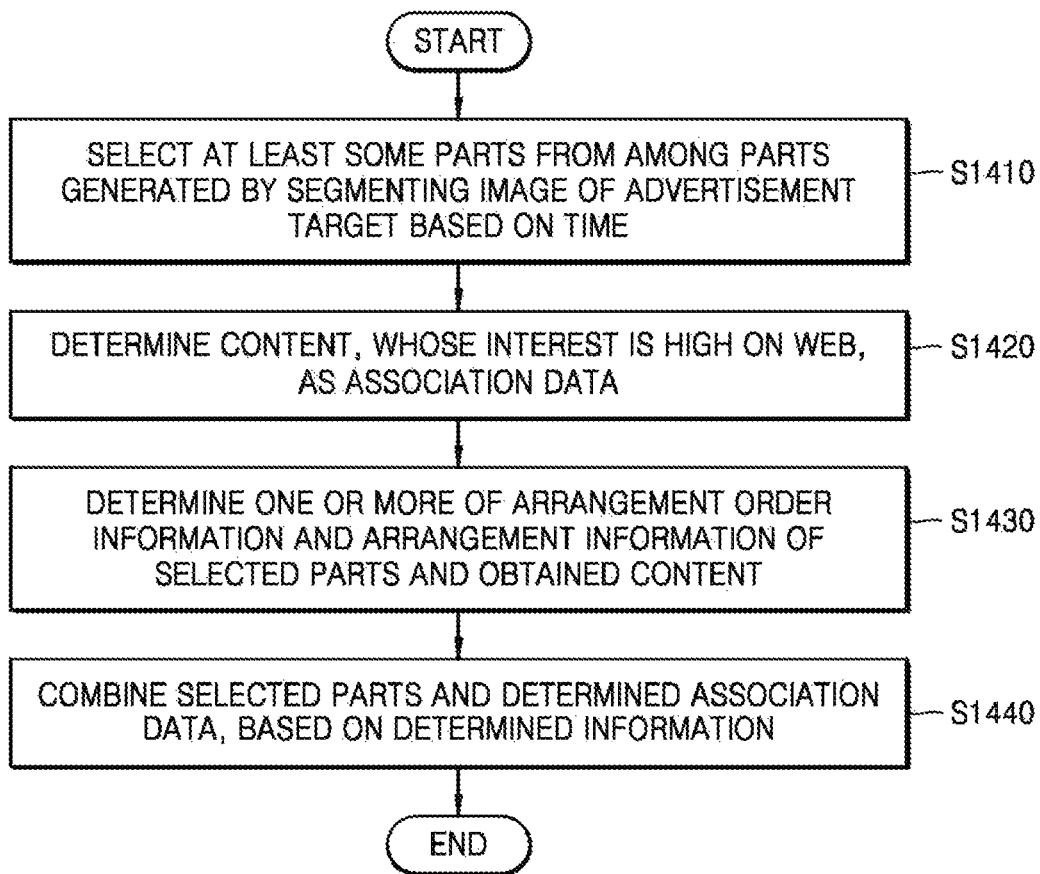 START
SELECT AT LEAST SOME PARTS FROM AMONG PARTS
GENERATED BY SEGMENTING IMAGE OF ADVERTISEMENT
TARGET BASED ON TIME
S1410
DETERMINE CONTENT, WHOSE INTEREST IS HIGH ON WEB,
AS ASSOCIATION DATA
S1420
DETERMINE ONE OR MORE OF ARRANGEMENT ORDER
INFORMATION AND ARRANGEMENT INFORMATION OF
SELECTED PARTS AND OBTAINED CONTENT
S1430
COMBINE SELECTED PARTS AND DETERMINED ASSOCIATION
DATA, BASED ON DETERMINED INFORMATION
S1440
END